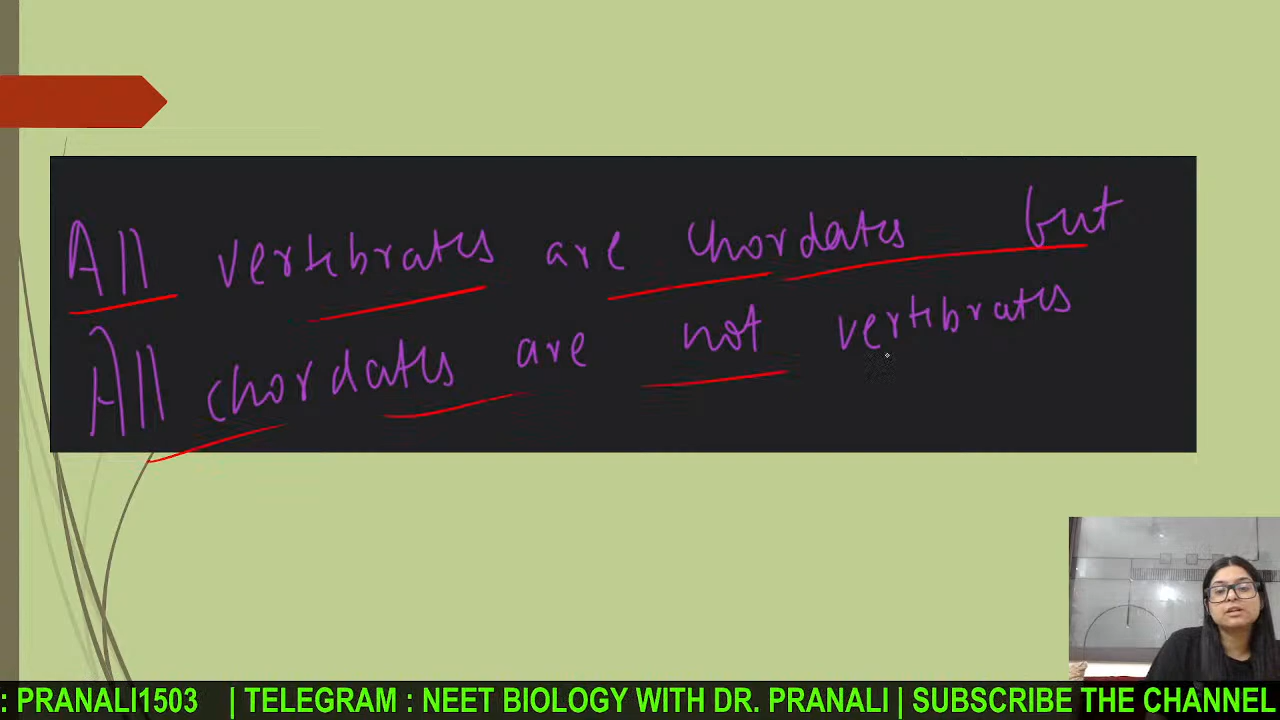 All vertebrates are chordates but
All chordates are not vertebrates
: PRANALI1503 | TELEGRAM : NEET BIOLOGY WITH DR. PRANALI | SUBSCRIBE THE CHANNEL